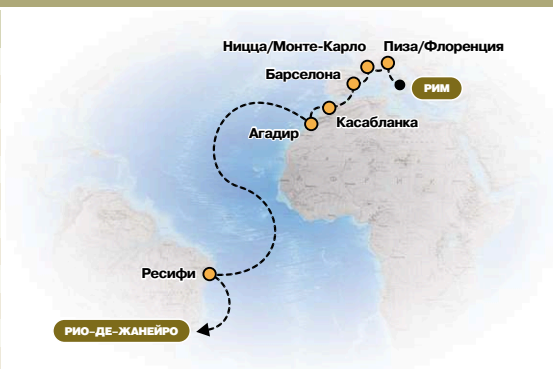 Ницца/Монте-Карло
Пиза/Флоренция
Барселона
РИМ
Касабланка
Агадир
Ресифи
РИО-ДЕ-ЖАНЕЙРО